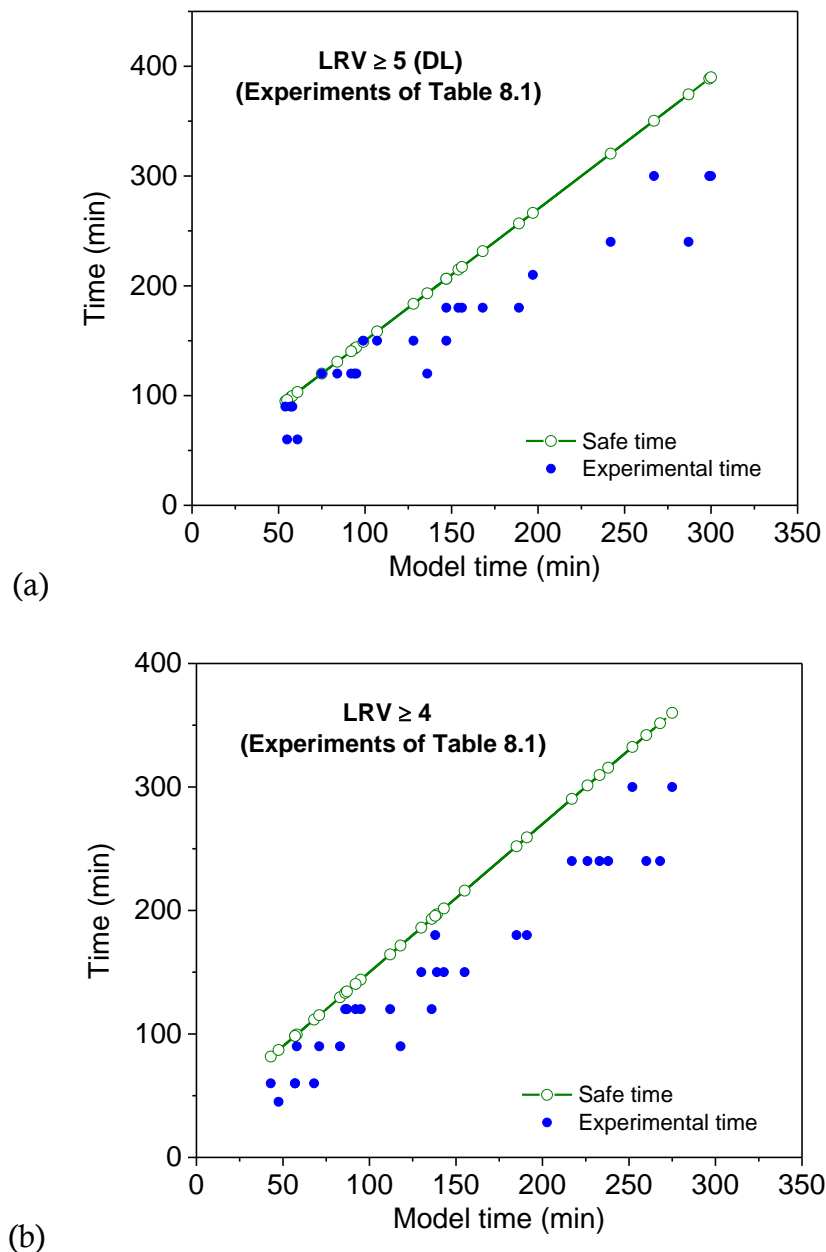 400
LRV ≥ 5 (DL)
(Experiments of Table 8.1)
300
Time (min)
200
100
Safe time
Experimental time
0
0 50 100 150 200 250 300 350
Model time (min)
(a)
400
LRV ≥ 4
(Experiments of Table 8.1)
300
Time (min)
200
100
Safe time
Experimental time
0
0 50 100 150 200 250 300 350
Model time (min)
(b)